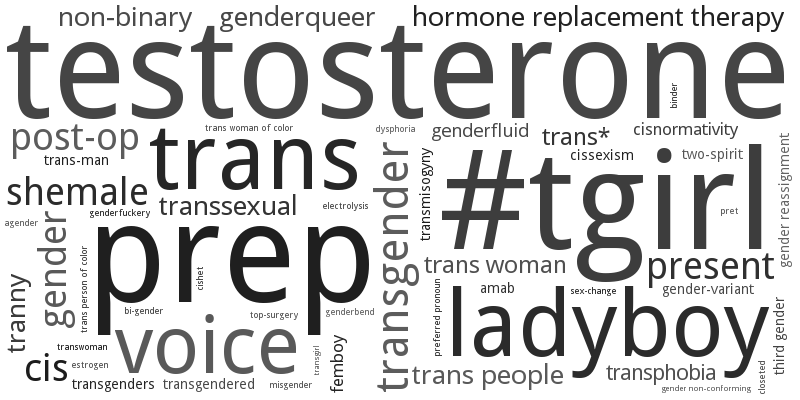 non-binary
genderqueer
hormone replacement therapy
testosterone
binder
post-op
trans woman of color
dysphoria
genderfluid
trans*
cisnormativity
trans-man
trans
cissexism
two-spirit
shemale
genderfuckery
transsexual
electrolysis
transmisogyny
#tgirl
pret
gender reassignment
agender
gender
trans person of color
prep
cishet
transgender
trans woman
present
tranny
bi-gender
top-surgery
genderbend
preferred pronoun
amab
sex-change
gender-variant
ladyboy
third gender
transwoman
voice
cis
estrogen
transgirl
femboy
transgenders
transgendered
misgender
trans people
transphobia
gender non-conforming
closeted